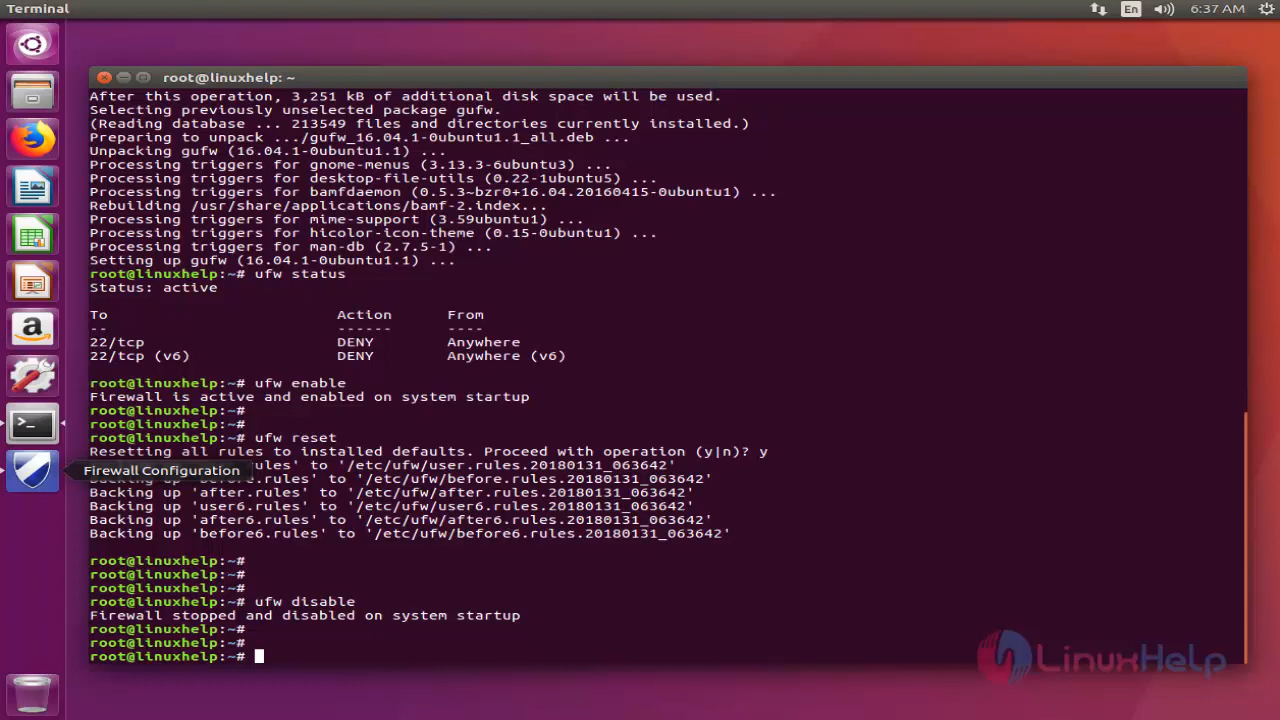 Terminal
En
6:37 AM
root@linuxhelp: ~
After this operation, 3,251 kB of additional disk space will be used.
Selecting previously unselected package gufw.
(Reading database ... 213549 files and directories currently installed.)
Preparing to unpack .../gufw_16.04.1-0ubuntu1.1_all.deb ...
Unpacking gufw (16.04.1-0ubuntu1.1) ...
Processing triggers for gnome-menus (3.13.3-6ubuntu3) ...
Processing triggers for desktop-file-utils (0.22-1ubuntu5) ...
Processing triggers for bamfdaemon (0.5.3~bzr0+16.04.20160415-0ubuntu1) ...
Rebuilding /usr/share/applications/bamf-2.index...
Processing triggers for mime-support (3.59ubuntu1) ...
Processing triggers for hicolor-icon-theme (0.15-0ubuntu1) ...
Processing triggers for man-db (2.7.5-1) ...
Setting up gufw (16.04.1-0ubuntu1.1) ...
root@linuxhelp:~# ufw status
Status: active
To Action From
-- ------ ----
22/tcp DENY Anywhere
22/tcp (v6) DENY Anywhere (v6)
root@linuxhelp:~# ufw enable
Firewall is active and enabled on system startup
root@linuxhelp:~#
root@linuxhelp:~#
root@linuxhelp:~# ufw reset
Resetting all rules to installed defaults. Proceed with operation (y|n)? y
Firewall Configuration
rules' to '/etc/ufw/user.rules.20180131_063642'
Backing up 'before.rules' to '/etc/ufw/before.rules.20180131_063642'
Backing up 'after.rules' to '/etc/ufw/after.rules.20180131_063642'
Backing up 'user6.rules' to '/etc/ufw/user6.rules.20180131_063642'
Backing up 'after6.rules' to '/etc/ufw/after6.rules.20180131_063642'
Backing up 'before6.rules' to '/etc/ufw/before6.rules.20180131_063642'
root@linuxhelp:~#
root@linuxhelp:~#
root@linuxhelp:~#
root@linuxhelp:~# ufw disable
Firewall stopped and disabled on system startup
root@linuxhelp:~#
root@linuxhelp:~#
root@linuxhelp:~#
LinuxHelp